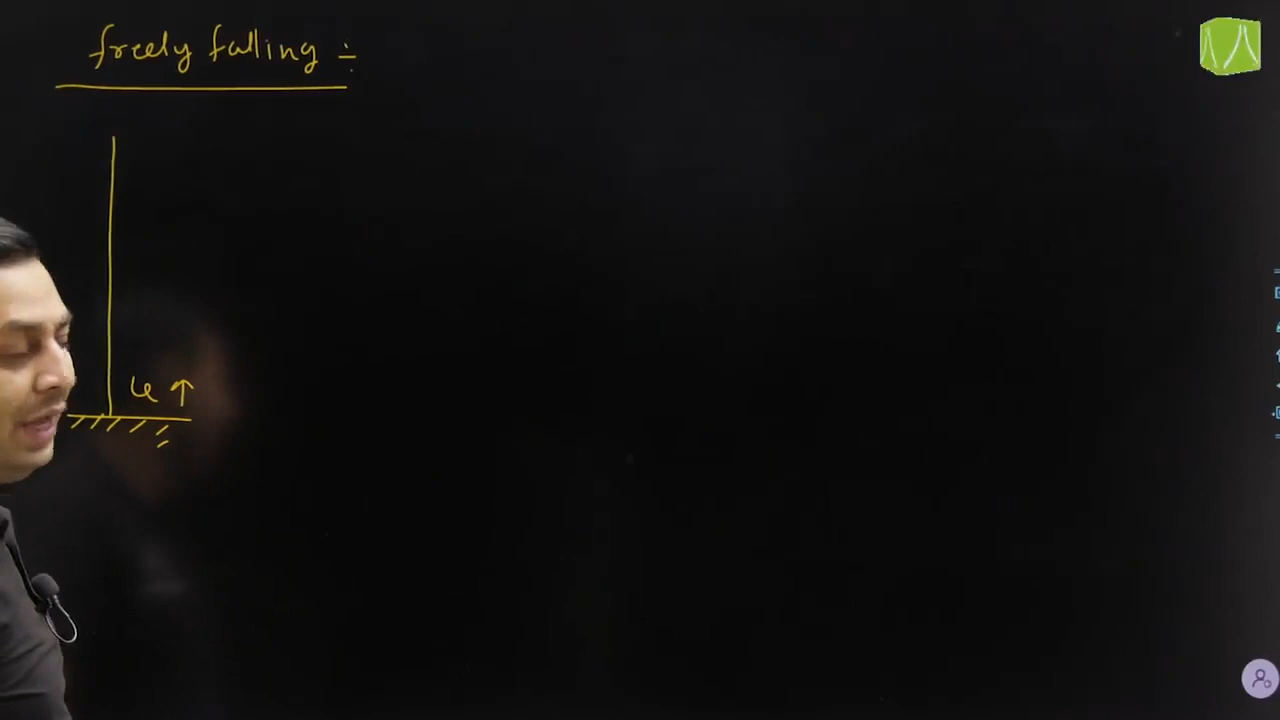 freely falling :-
u ↑